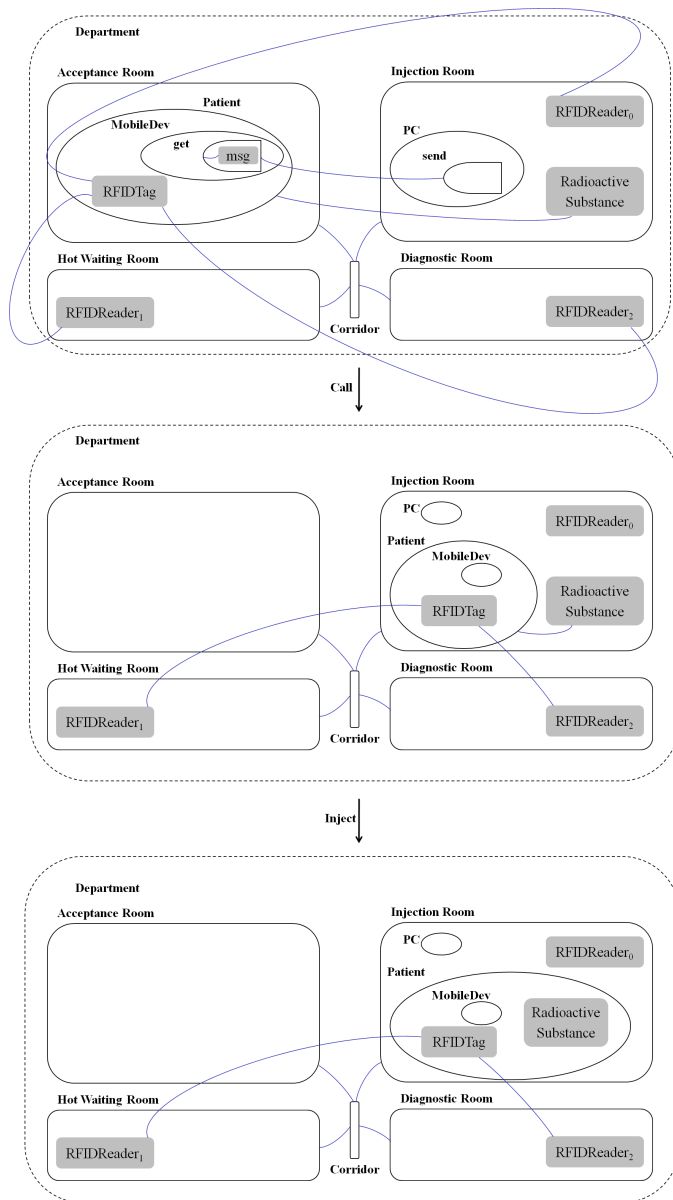 Department
Acceptance Room
Injection Room
Patient
RFIDReader₀
MobileDev
PC
get
msg
send
RFIDTag
Radioactive
Substance
Hot Waiting Room
Diagnostic Room
RFIDReader₁
RFIDReader₂
Corridor
Call
Department
Acceptance Room
Injection Room
PC
RFIDReader₀
Patient
MobileDev
RFIDTag
Radioactive
Substance
Hot Waiting Room
Diagnostic Room
RFIDReader₁
RFIDReader₂
Corridor
Inject
Department
Acceptance Room
Injection Room
PC
RFIDReader₀
Patient
MobileDev
Radioactive
Substance
RFIDTag
Hot Waiting Room
Diagnostic Room
RFIDReader₁
RFIDReader₂
Corridor